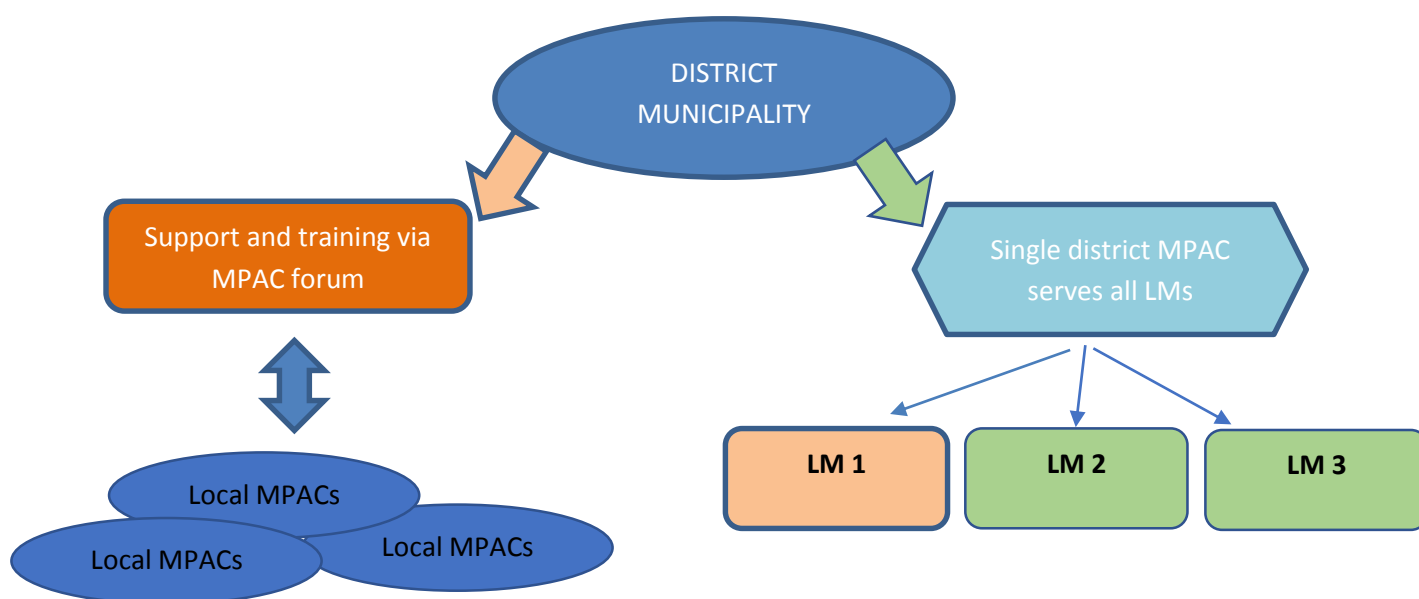 DISTRICT
MUNICIPALITY
Support and training via
MPAC forum
Single district MPAC
serves all LMs
Local MPACs
Local MPACs
Local MPACs
LM 1
LM 2
LM 3